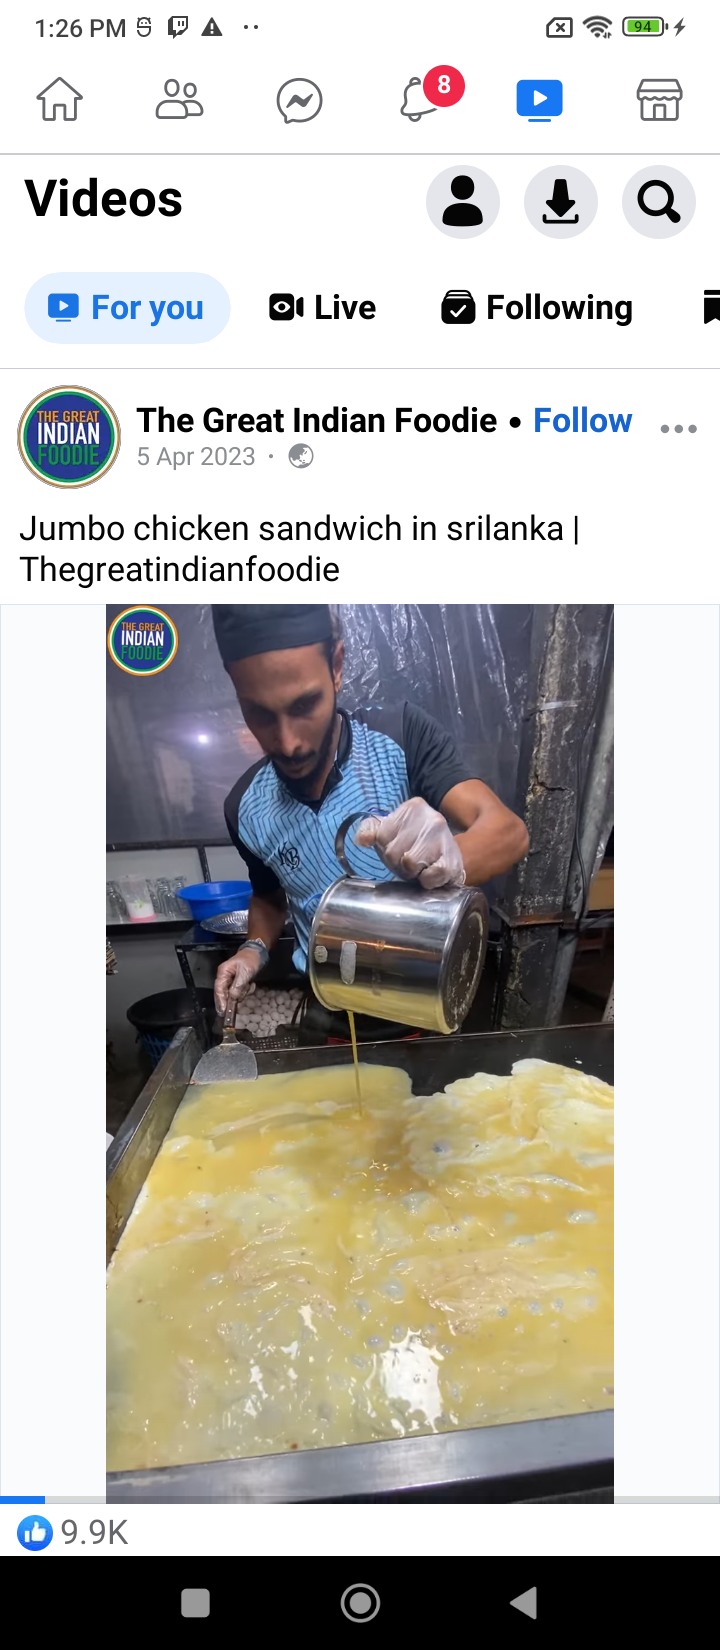 1:26 PM
94
8
Videos
For you
Live
Following
THE GREAT
INDIAN
FOODIE
The Great Indian Foodie • Follow
5 Apr 2023
Jumbo chicken sandwich in srilanka |
Thegreatindianfoodie
THE GREAT
INDIAN
FOODIE
KB
9.9K